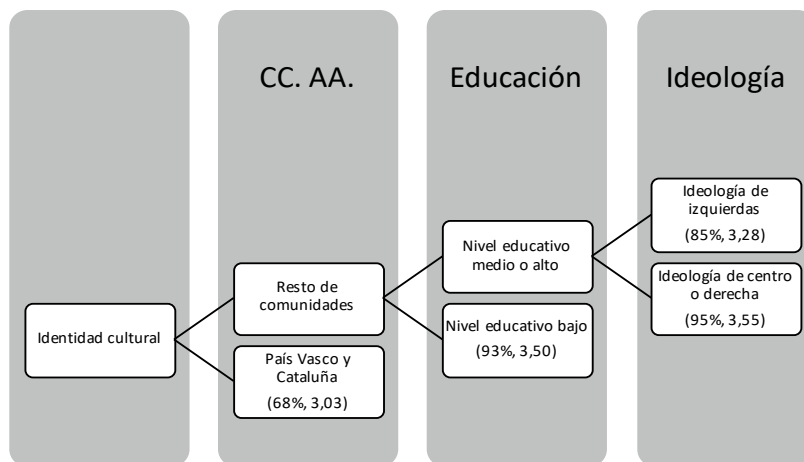 CC. AA.
Educación
Ideología
Ideología de
izquierdas
(85%, 3,28)
Nivel educativo
medio o alto
Ideología de centro
o derecha
(95%, 3,55)
Resto de
comunidades
Nivel educativo bajo
(93%, 3,50)
Identidad cultural
País Vasco y
Cataluña
(68%, 3,03)